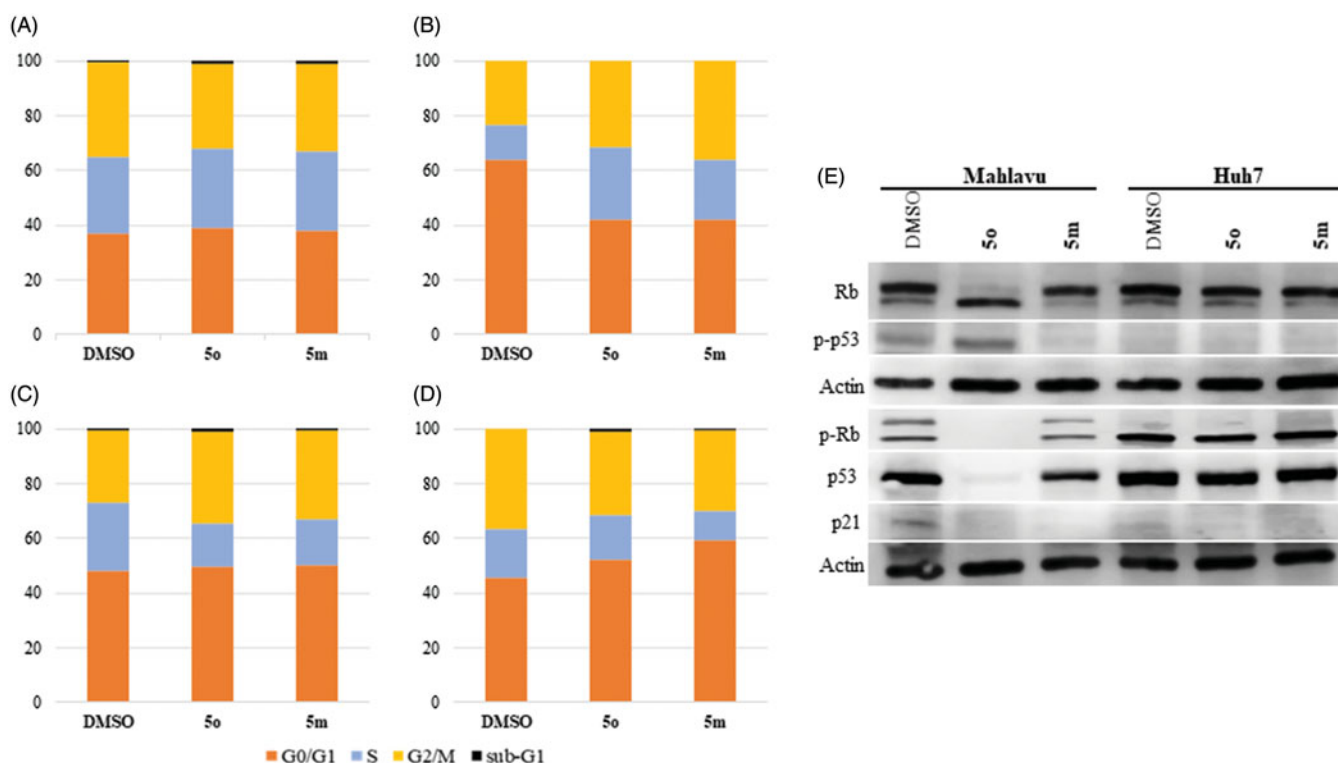 (A)
100
80
60
40
20
0
DMSO 5o 5m
(B)
100
80
60
40
20
0
DMSO 5o 5m
(C)
100
80
60
40
20
0
DMSO 5o 5m
(D)
100
80
60
40
20
0
DMSO 5o 5m
G0/G1 S G2/M sub-G1
(E)
Mahlavu Huh7
DMSO 5o 5m DMSO 5o 5m
Rb
p-p53
Actin
p-Rb
p53
p21
Actin